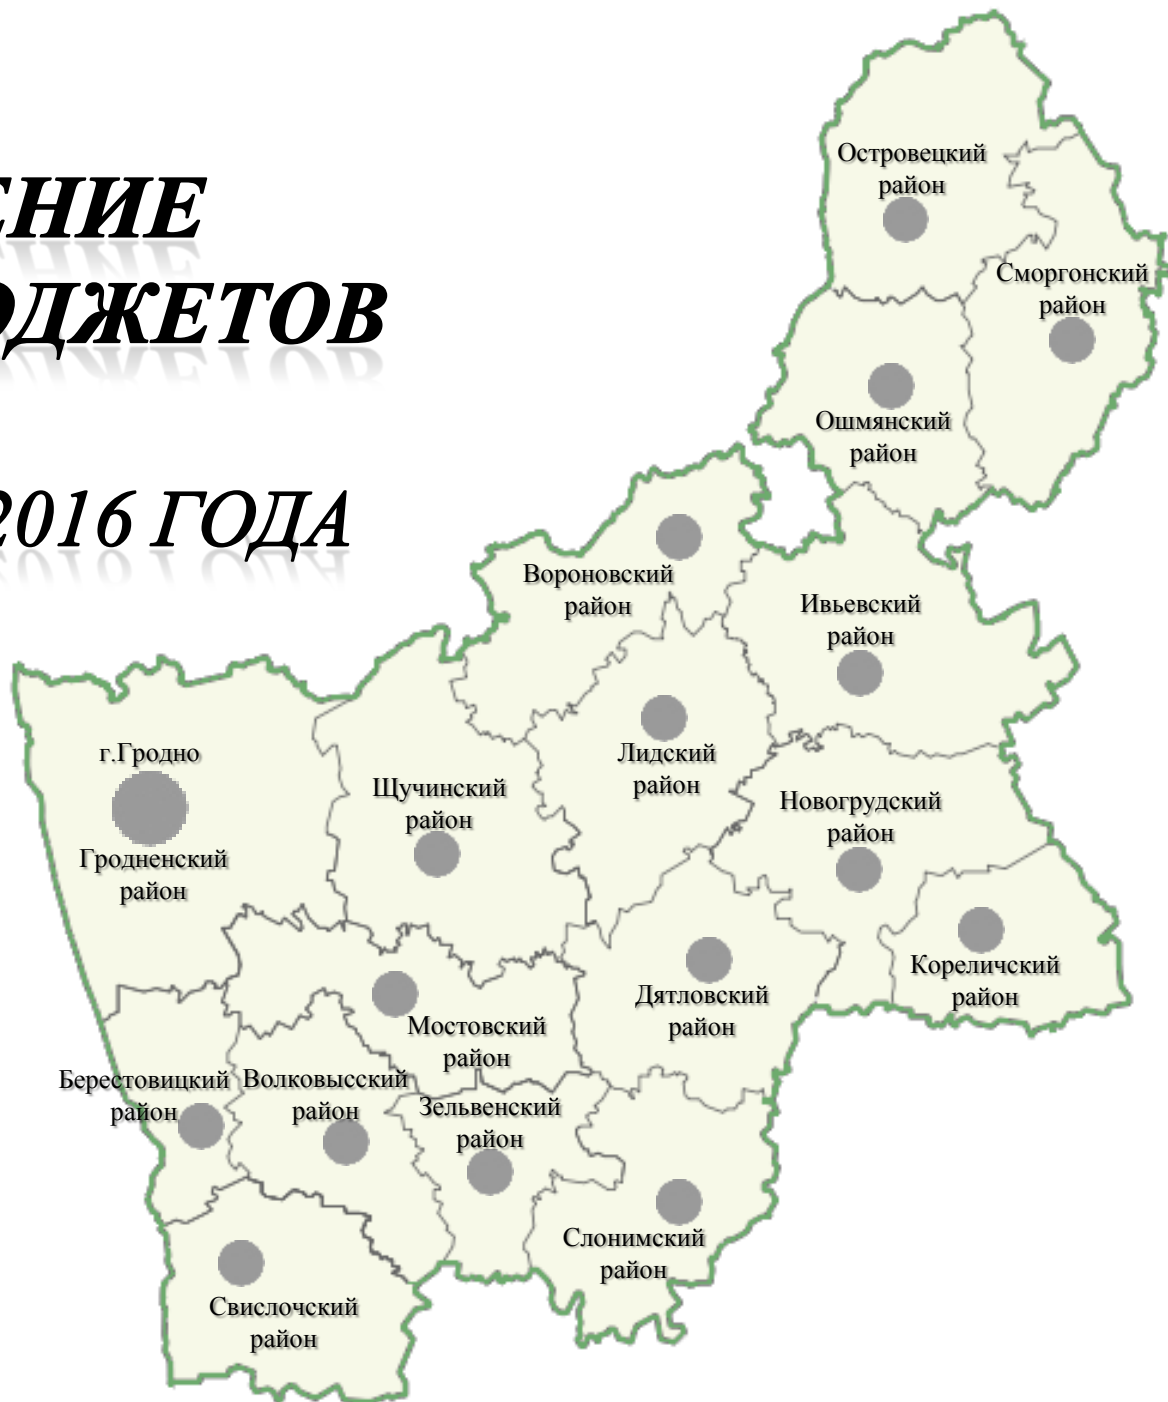 ЕНИЕ
ДЖЕТОВ
2016 ГОДА
Островецкий
район
Сморгонский
район
Ошмянский
район
Вороновский
район
Ивьевский
район
г.Гродно
Лидский
район
Щучинский
район
Новогрудский
район
Гродненский
район
Кореличский
район
Дятловский
район
Мостовский
район
Берестовицкий
район
Волковысский
район
Зельвенский
район
Слонимский
район
Свислочский
район